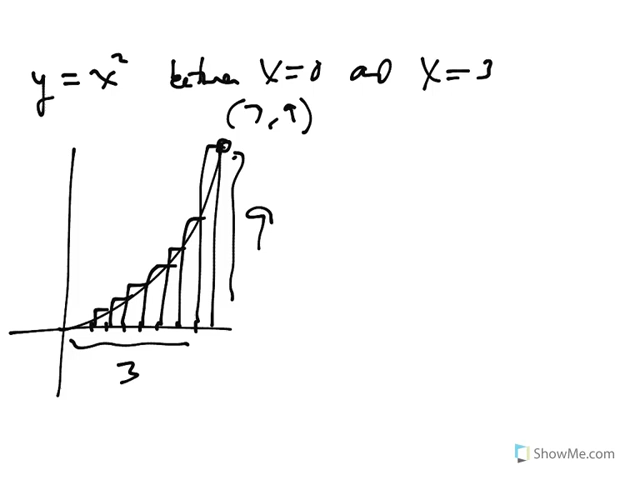 y = x² between X = 0 and X = 3
(3, 9)
9
3
ShowMe.com